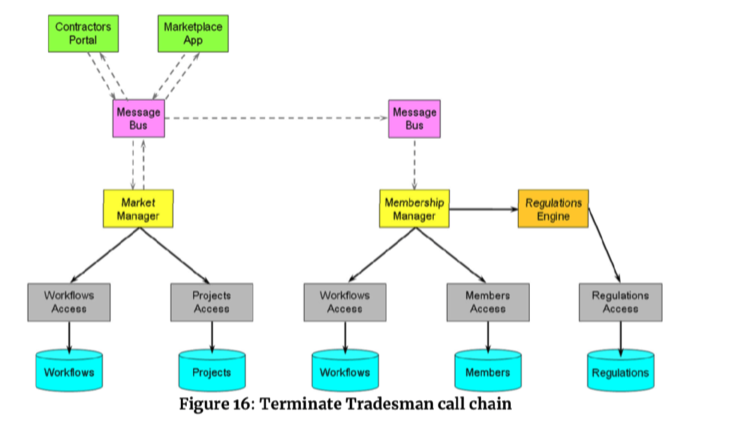 Contractors
Portal
Marketplace
App
Message
Bus
Message
Bus
Market
Manager
Membership
Manager
Regulations
Engine
Workflows
Access
Projects
Access
Workflows
Access
Members
Access
Regulations
Access
Workflows
Projects
Workflows
Members
Regulations
Figure 16: Terminate Tradesman call chain